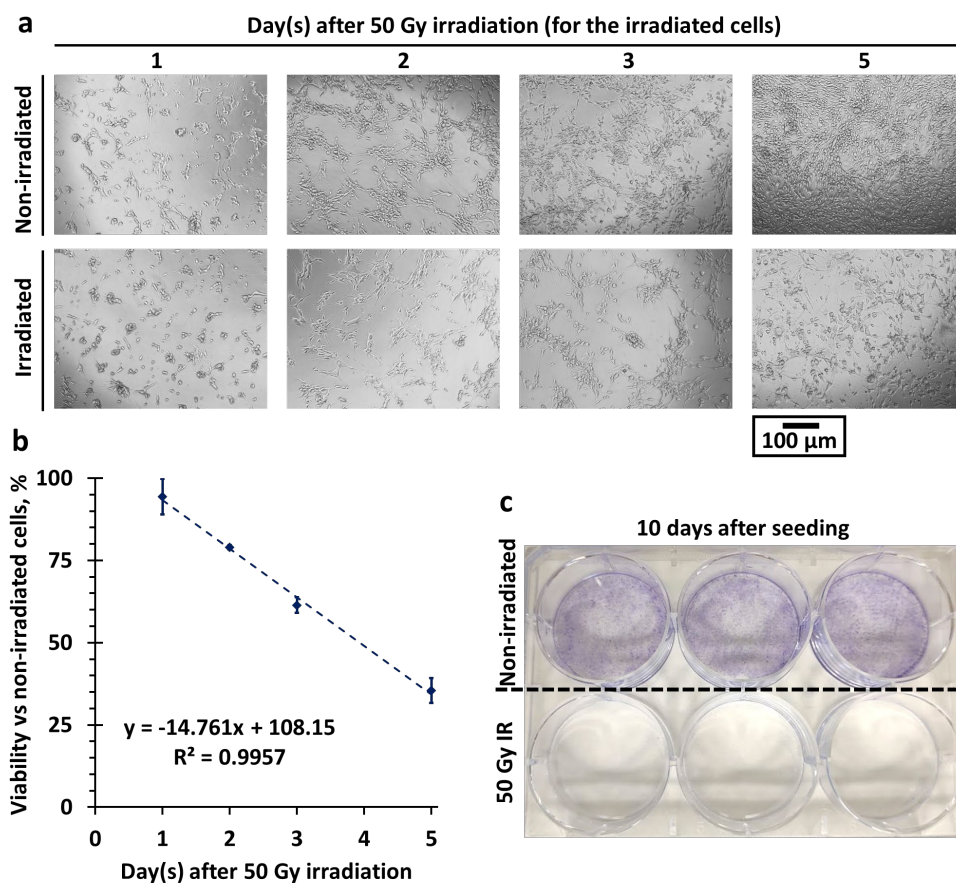 a
Day(s) after 50 Gy irradiation (for the irradiated cells)
1 2 3 5
Non-irradiated
Irradiated
100 µm
b
Viability vs non-irradiated cells, %
100
75
50
25
0
y = -14.761x + 108.15
R² = 0.9957
0 1 2 3 4 5
Day(s) after 50 Gy irradiation
c
10 days after seeding
Non-irradiated
50 Gy IR